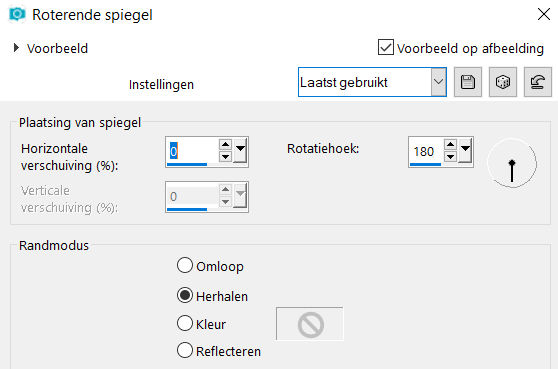 Roterende spiegel
Voorbeeld
Voorbeeld op afbeelding
Instellingen
Laatst gebruikt
Plaatsing van spiegel
Horizontale
verschuiving (%):
0
Rotatiehoek:
180
Verticale
verschuiving (%):
0
Randmodus
Omloop
Herhalen
Kleur
Reflecteren